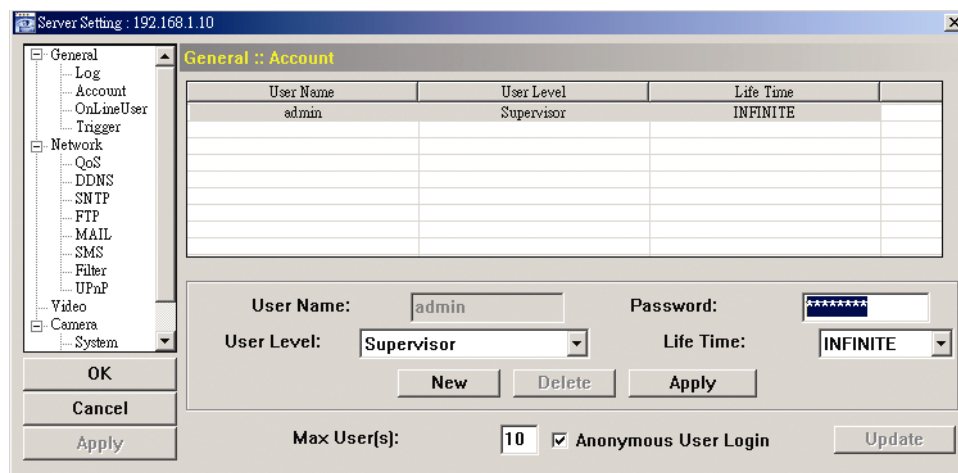 Server Setting : 192.168.1.10
General
Log
Account
OnLineUser
Trigger
Network
QoS
DDNS
SNTP
FTP
MAIL
SMS
Filter
UPnP
Video
Camera
System
OK
Cancel
Apply
General :: Account
User Name User Level Life Time
admin Supervisor INFINITE
User Name: admin Password: ********
User Level: Supervisor Life Time: INFINITE
New Delete Apply
Max User(s): 10 Anonymous User Login Update